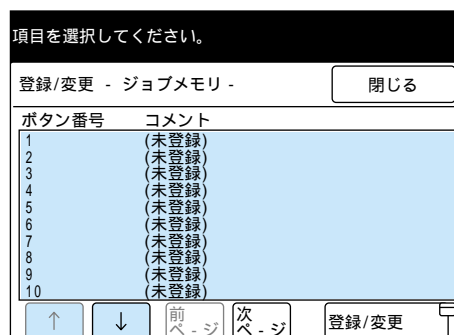 項目を選択してください。
登録/変更 - ジョブメモリ -
閉じる
ボタン番号 コメント
1 (未登録)
2 (未登録)
3 (未登録)
4 (未登録)
5 (未登録)
6 (未登録)
7 (未登録)
8 (未登録)
9 (未登録)
10 (未登録)
↑ ↓ 前ペ-ジ 次ペ-ジ 登録/変更